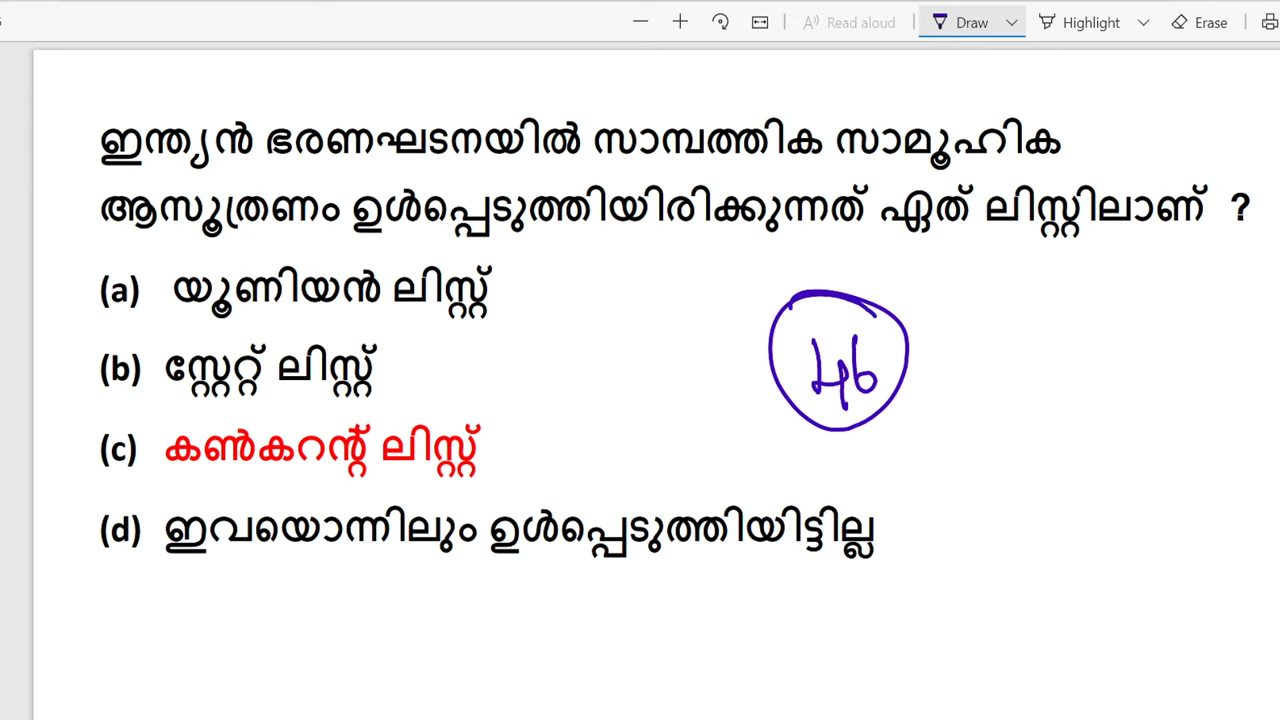 Read aloud Draw Highlight Erase
ഇന്ത്യൻ ഭരണഘടനയിൽ സാമ്പത്തിക സാമൂഹിക
ആസൂത്രണം ഉൾപ്പെടുത്തിയിരിക്കുന്നത് ഏത് ലിസ്റ്റിലാണ് ?
(a) യൂണിയൻ ലിസ്റ്റ്
(b) സ്റ്റേറ്റ് ലിസ്റ്റ്
46
(c) കൺകറന്റ് ലിസ്റ്റ്
(d) ഇവയൊന്നിലും ഉൾപ്പെടുത്തിയിട്ടില്ല